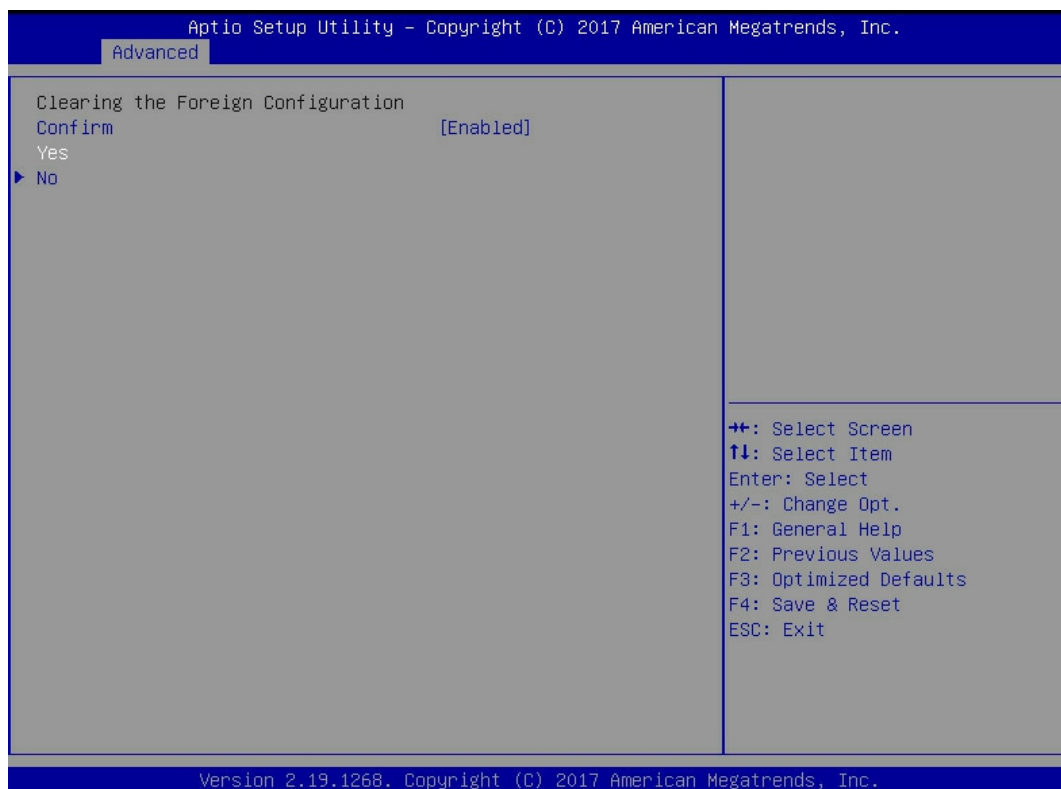 Aptio Setup Utility – Copyright (C) 2017 American Megatrends, Inc.
Advanced
Clearing the Foreign Configuration
Confirm [Enabled]
Yes
▶ No
→←: Select Screen
↑↓: Select Item
Enter: Select
+/-: Change Opt.
F1: General Help
F2: Previous Values
F3: Optimized Defaults
F4: Save & Reset
ESC: Exit
Version 2.19.1268. Copyright (C) 2017 American Megatrends, Inc.